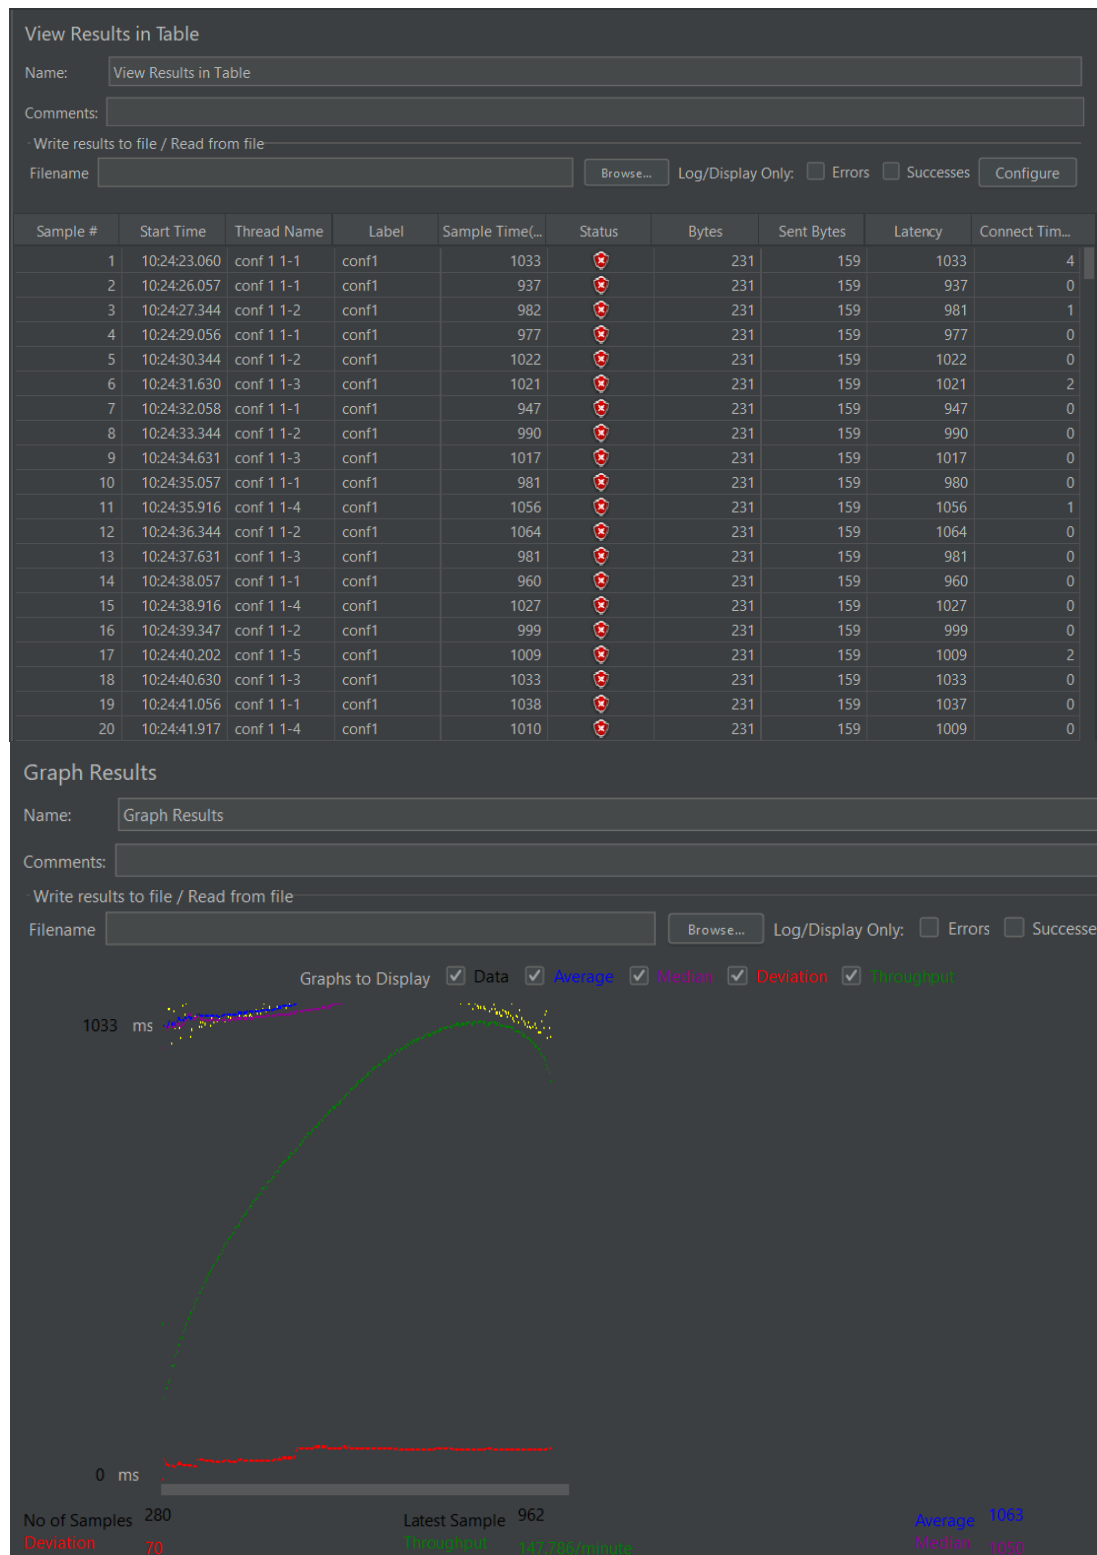 View Results in Table
Name: View Results in Table
Comments:
Write results to file / Read from file
Filename Browse... Log/Display Only: Errors Successes Configure
Sample # Start Time Thread Name Label Sample Time(... Status Bytes Sent Bytes Latency Connect Tim...
1 10:24:23.060 conf 1 1-1 conf1 1033 231 159 1033 4
2 10:24:26.057 conf 1 1-1 conf1 937 231 159 937 0
3 10:24:27.344 conf 1 1-2 conf1 982 231 159 981 1
4 10:24:29.056 conf 1 1-1 conf1 977 231 159 977 0
5 10:24:30.344 conf 1 1-2 conf1 1022 231 159 1022 0
6 10:24:31.630 conf 1 1-3 conf1 1021 231 159 1021 2
7 10:24:32.058 conf 1 1-1 conf1 947 231 159 947 0
8 10:24:33.344 conf 1 1-2 conf1 990 231 159 990 0
9 10:24:34.631 conf 1 1-3 conf1 1017 231 159 1017 0
10 10:24:35.057 conf 1 1-1 conf1 981 231 159 980 0
11 10:24:35.916 conf 1 1-4 conf1 1056 231 159 1056 1
12 10:24:36.344 conf 1 1-2 conf1 1064 231 159 1064 0
13 10:24:37.631 conf 1 1-3 conf1 981 231 159 981 0
14 10:24:38.057 conf 1 1-1 conf1 960 231 159 960 0
15 10:24:38.916 conf 1 1-4 conf1 1027 231 159 1027 0
16 10:24:39.347 conf 1 1-2 conf1 999 231 159 999 0
17 10:24:40.202 conf 1 1-5 conf1 1009 231 159 1009 2
18 10:24:40.630 conf 1 1-3 conf1 1033 231 159 1033 0
19 10:24:41.056 conf 1 1-1 conf1 1038 231 159 1037 0
20 10:24:41.917 conf 1 1-4 conf1 1010 231 159 1009 0
Graph Results
Name: Graph Results
Comments:
Write results to file / Read from file
Filename Browse... Log/Display Only: Errors Successe
Graphs to Display Data Average Median Deviation Throughput
1033 ms
0 ms
No of Samples 280 Latest Sample 962 Average 1063
Deviation 70 Throughput 147.786/minute Median 1050